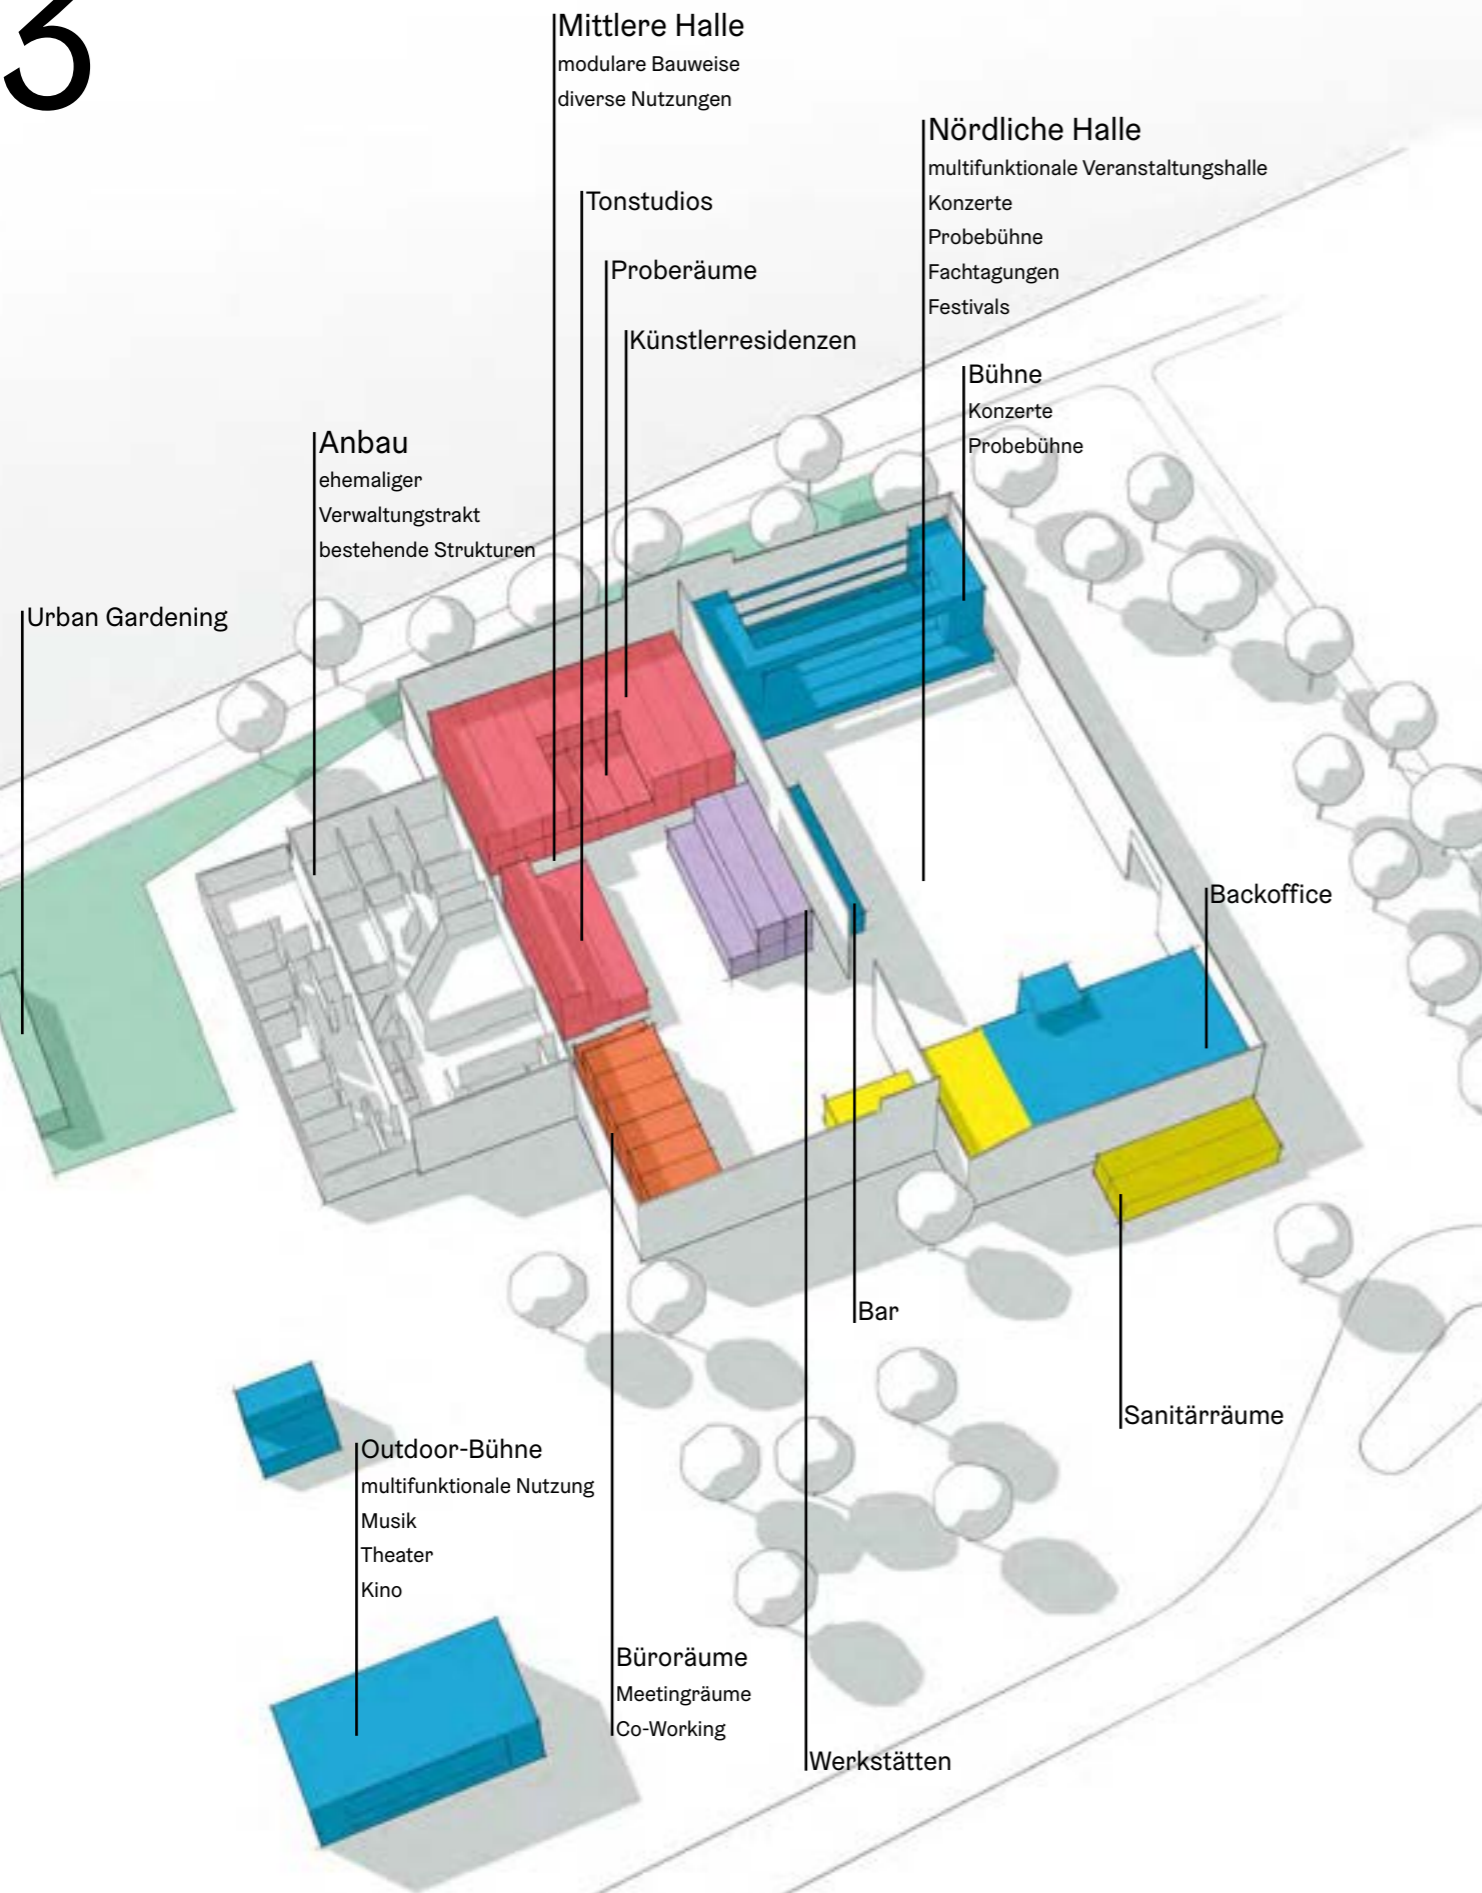 3
Mittlere Halle
modulare Bauweise
diverse Nutzungen
Nördliche Halle
multifunktionale Veranstaltungshalle
Konzerte
Probebühne
Fachtagungen
Festivals
Tonstudios
Proberäume
Künstlerresidenzen
Bühne
Konzerte
Probebühne
Anbau
ehemaliger
Verwaltungstrakt
bestehende Strukturen
Urban Gardening
Backoffice
Bar
Sanitärräume
Outdoor-Bühne
multifunktionale Nutzung
Musik
Theater
Kino
Büroräume
Meetingräume
Co-Working
Werkstätten